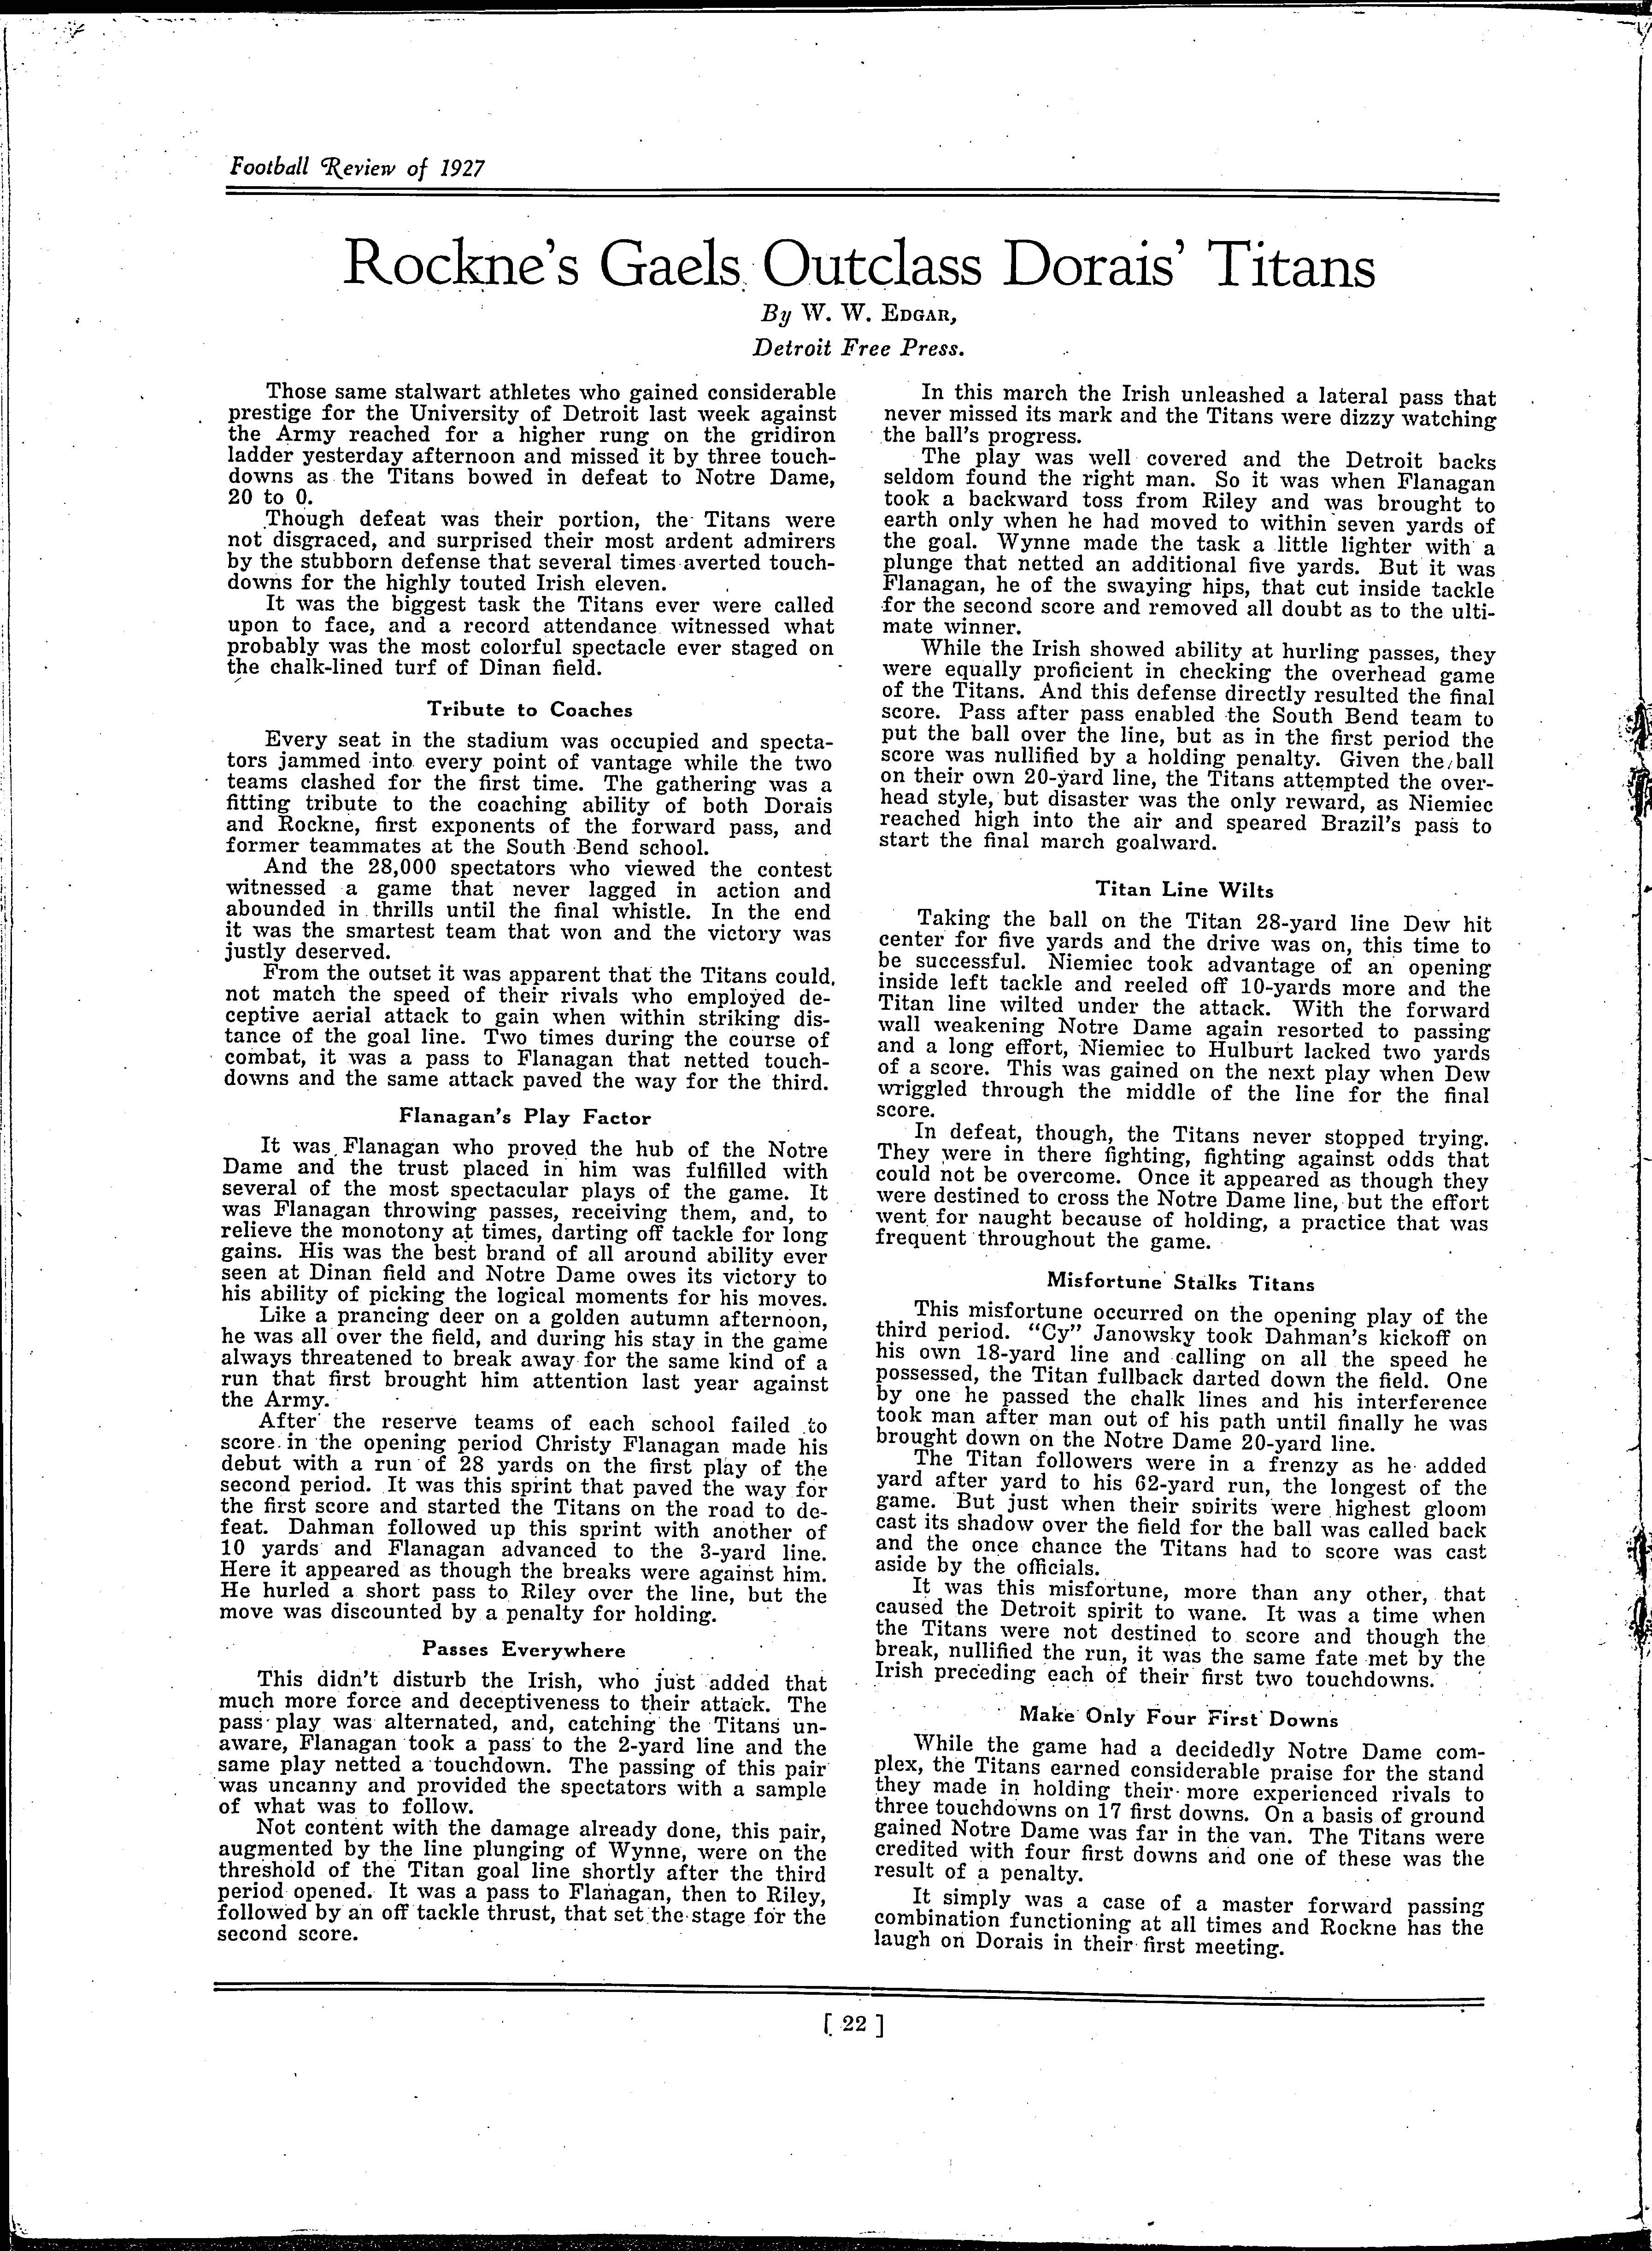 Football Review of 1927
Rockne's Gaels Outclass Dorais' Titans
By W. W. EDGAR,
Detroit Free Press.
Those same stalwart athletes who gained considerable
prestige for the University of Detroit last week against
the Army reached for a higher rung on the gridiron
ladder yesterday afternoon and missed it by three touch-
downs as the Titans bowed in defeat to Notre Dame,
20 to 0.
Though defeat was their portion, the Titans were
not disgraced, and surprised their most ardent admirers
by the stubborn defense that several times averted touch-
downs for the highly touted Irish eleven.
It was the biggest task the Titans ever were called
upon to face, and a record attendance witnessed what
probably was the most colorful spectacle ever staged on
the chalk-lined turf of Dinan field.
Tribute to Coaches
Every seat in the stadium was occupied and specta-
tors jammed into every point of vantage while the two
teams clashed for the first time. The gathering was a
fitting tribute to the coaching ability of both Dorais
and Rockne, first exponents of the forward pass, and
former teammates at the South Bend school.
And the 28,000 spectators who viewed the contest
witnessed a game that never lagged in action and
abounded in thrills until the final whistle. In the end
it was the smartest team that won and the victory was
justly deserved.
From the outset it was apparent that the Titans could
not match the speed of their rivals who employed de-
ceptive aerial attack to gain when within striking dis-
tance of the goal line. Two times during the course of
combat, it was a pass to Flanagan that netted touch-
downs and the same attack paved the way for the third.
Flanagan's Play Factor
It was Flanagan who proved the hub of the Notre
Dame and the trust placed in him was fulfilled with
several of the most spectacular plays of the game. It
was Flanagan throwing passes, receiving them, and, to
relieve the monotony at times, darting off tackle for long
gains. His was the best brand of all around ability ever
seen at Dinan field and Notre Dame owes its victory to
his ability of picking the logical moments for his moves.
Like a prancing deer on a golden autumn afternoon,
he was all over the field, and during his stay in the game
always threatened to break away for the same kind of a
run that first brought him attention last year against
the Army.
After the reserve teams of each school failed to
score in the opening period Christy Flanagan made his
debut with a run of 28 yards on the first play of the
second period. It was this sprint that paved the way for
the first score and started the Titans on the road to de-
feat. Dahman followed up this sprint with another of
10 yards and Flanagan advanced to the 3-yard line.
Here it appeared as though the breaks were against him.
He hurled a short pass to Riley over the line, but the
move was discounted by a penalty for holding.
Passes Everywhere
This didn't disturb the Irish, who just added that
much more force and deceptiveness to their attack. The
pass play was alternated, and, catching the Titans un-
aware, Flanagan took a pass to the 2-yard line and the
same play netted a touchdown. The passing of this pair
was uncanny and provided the spectators with a sample
of what was to follow.
Not content with the damage already done, this pair,
augmented by the line plunging of Wynne, were on the
threshold of the Titan goal line shortly after the third
period opened. It was a pass to Flanagan, then to Riley,
followed by an off tackle thrust, that set the stage for the
second score.
In this march the Irish unleashed a lateral pass that
never missed its mark and the Titans were dizzy watching
the ball's progress.
The play was well covered and the Detroit backs
seldom found the right man. So it was when Flanagan
took a backward toss from Riley and was brought to
earth only when he had moved to within seven yards of
the goal. Wynne made the task a little lighter with a
plunge that netted an additional five yards. But it was
Flanagan, he of the swaying hips, that cut inside tackle
for the second score and removed all doubt as to the ulti-
mate winner.
While the Irish showed ability at hurling passes, they
were equally proficient in checking the overhead game
of the Titans. And this defense directly resulted the final
score. Pass after pass enabled the South Bend team to
put the ball over the line, but as in the first period the
score was nullified by a holding penalty. Given the ball
on their own 20-yard line, the Titans attempted the over-
head style, but disaster was the only reward, as Niemiec
reached high into the air and speared Brazil's pass to
start the final march goalward.
Titan Line Wilts
Taking the ball on the Titan 28-yard line Dew hit
center for five yards and the drive was on, this time to
be successful. Niemiec took advantage of an opening
inside left tackle and reeled off 10-yards more and the
Titan line wilted under the attack. With the forward
wall weakening Notre Dame again resorted to passing
and a long effort, Niemiec to Hulburt lacked two yards
of a score. This was gained on the next play when Dew
wriggled through the middle of the line for the final
score.
In defeat, though, the Titans never stopped trying.
They were in there fighting, fighting against odds that
could not be overcome. Once it appeared as though they
were destined to cross the Notre Dame line, but the effort
went for naught because of holding, a practice that was
frequent throughout the game.
Misfortune Stalks Titans
This misfortune occurred on the opening play of the
third period. "Cy" Janowsky took Dahman's kickoff on
his own 18-yard line and calling on all the speed he
possessed, the Titan fullback darted down the field. One
by one he passed the chalk lines and his interference
took man after man out of his path until finally he was
brought down on the Notre Dame 20-yard line.
The Titan followers were in a frenzy as he added
yard after yard to his 62-yard run, the longest of the
game. But just when their spirits were highest gloom
cast its shadow over the field for the ball was called back
and the once chance the Titans had to score was cast
aside by the officials.
It was this misfortune, more than any other, that
caused the Detroit spirit to wane. It was a time when
the Titans were not destined to score and though the
break, nullified the run, it was the same fate met by the
Irish preceding each of their first two touchdowns.
Make Only Four First Downs
While the game had a decidedly Notre Dame com-
plex, the Titans earned considerable praise for the stand
they made in holding their more experienced rivals to
three touchdowns on 17 first downs. On a basis of ground
gained Notre Dame was far in the van. The Titans were
credited with four first downs and one of these was the
result of a penalty.
It simply was a case of a master forward passing
combination functioning at all times and Rockne has the
laugh on Dorais in their first meeting.
[ 22 ]